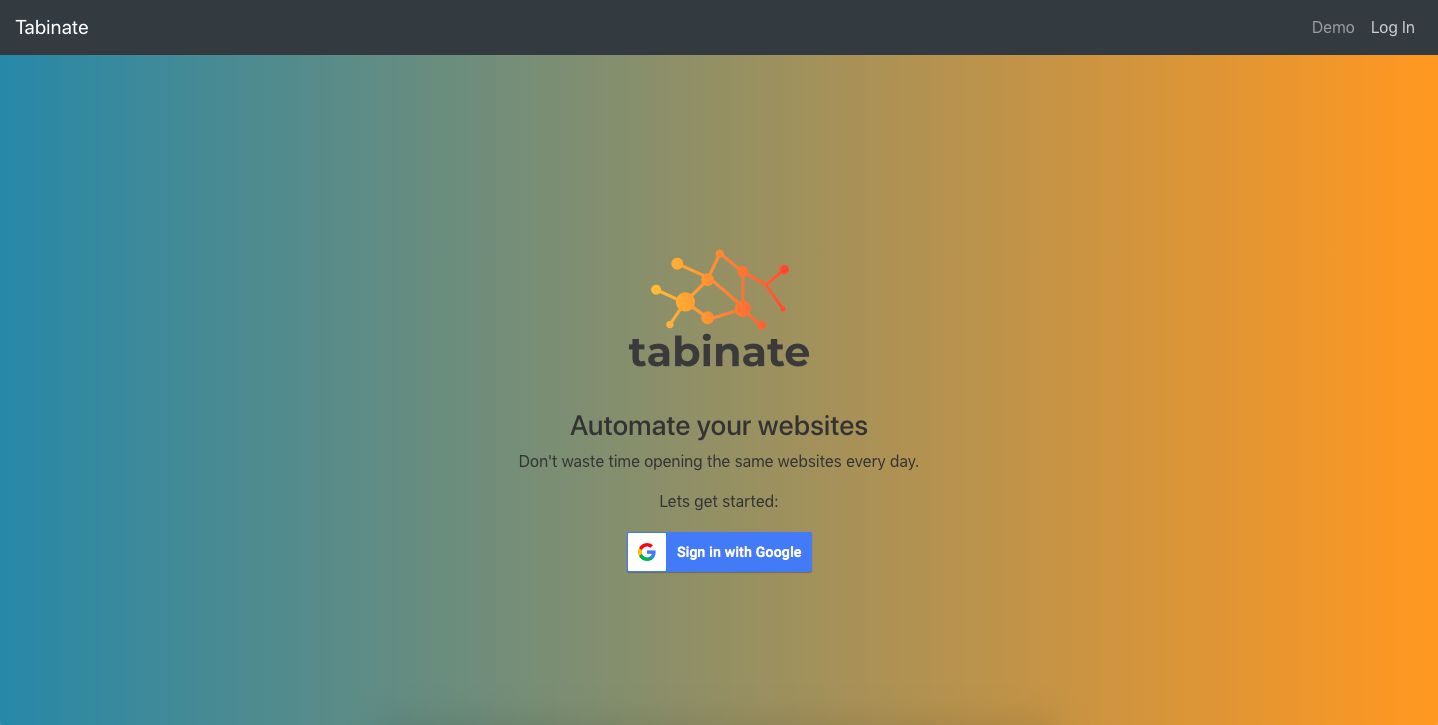 Tabinate
Demo Log In
tabinate
Automate your websites
Don't waste time opening the same websites every day.
Lets get started:
Sign in with Google